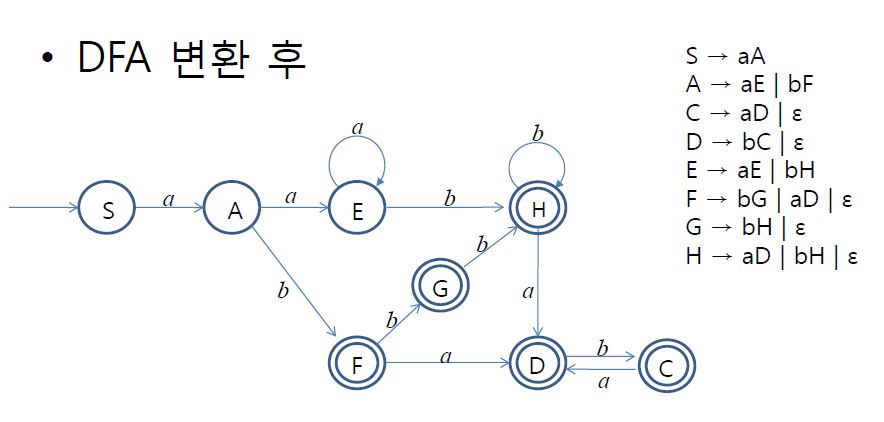 • DFA 변환 후
S → aA
A → aE | bF
C → aD | ε
D → bC | ε
E → aE | bH
F → bG | aD | ε
G → bH | ε
H → aD | bH | ε
a
b
S
a
A
a
E
b
H
b
G
b
a
b
F
a
D
b
a
C